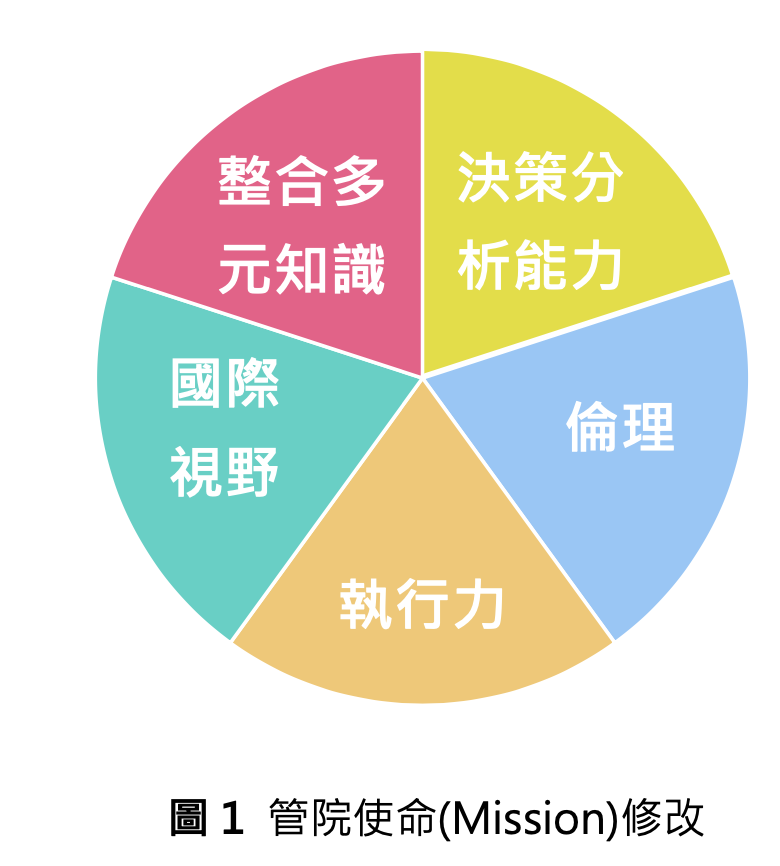 整合多
元知識
決策分
析能力
國際
視野
倫理
執行力
圖 1 管院使命(Mission)修改